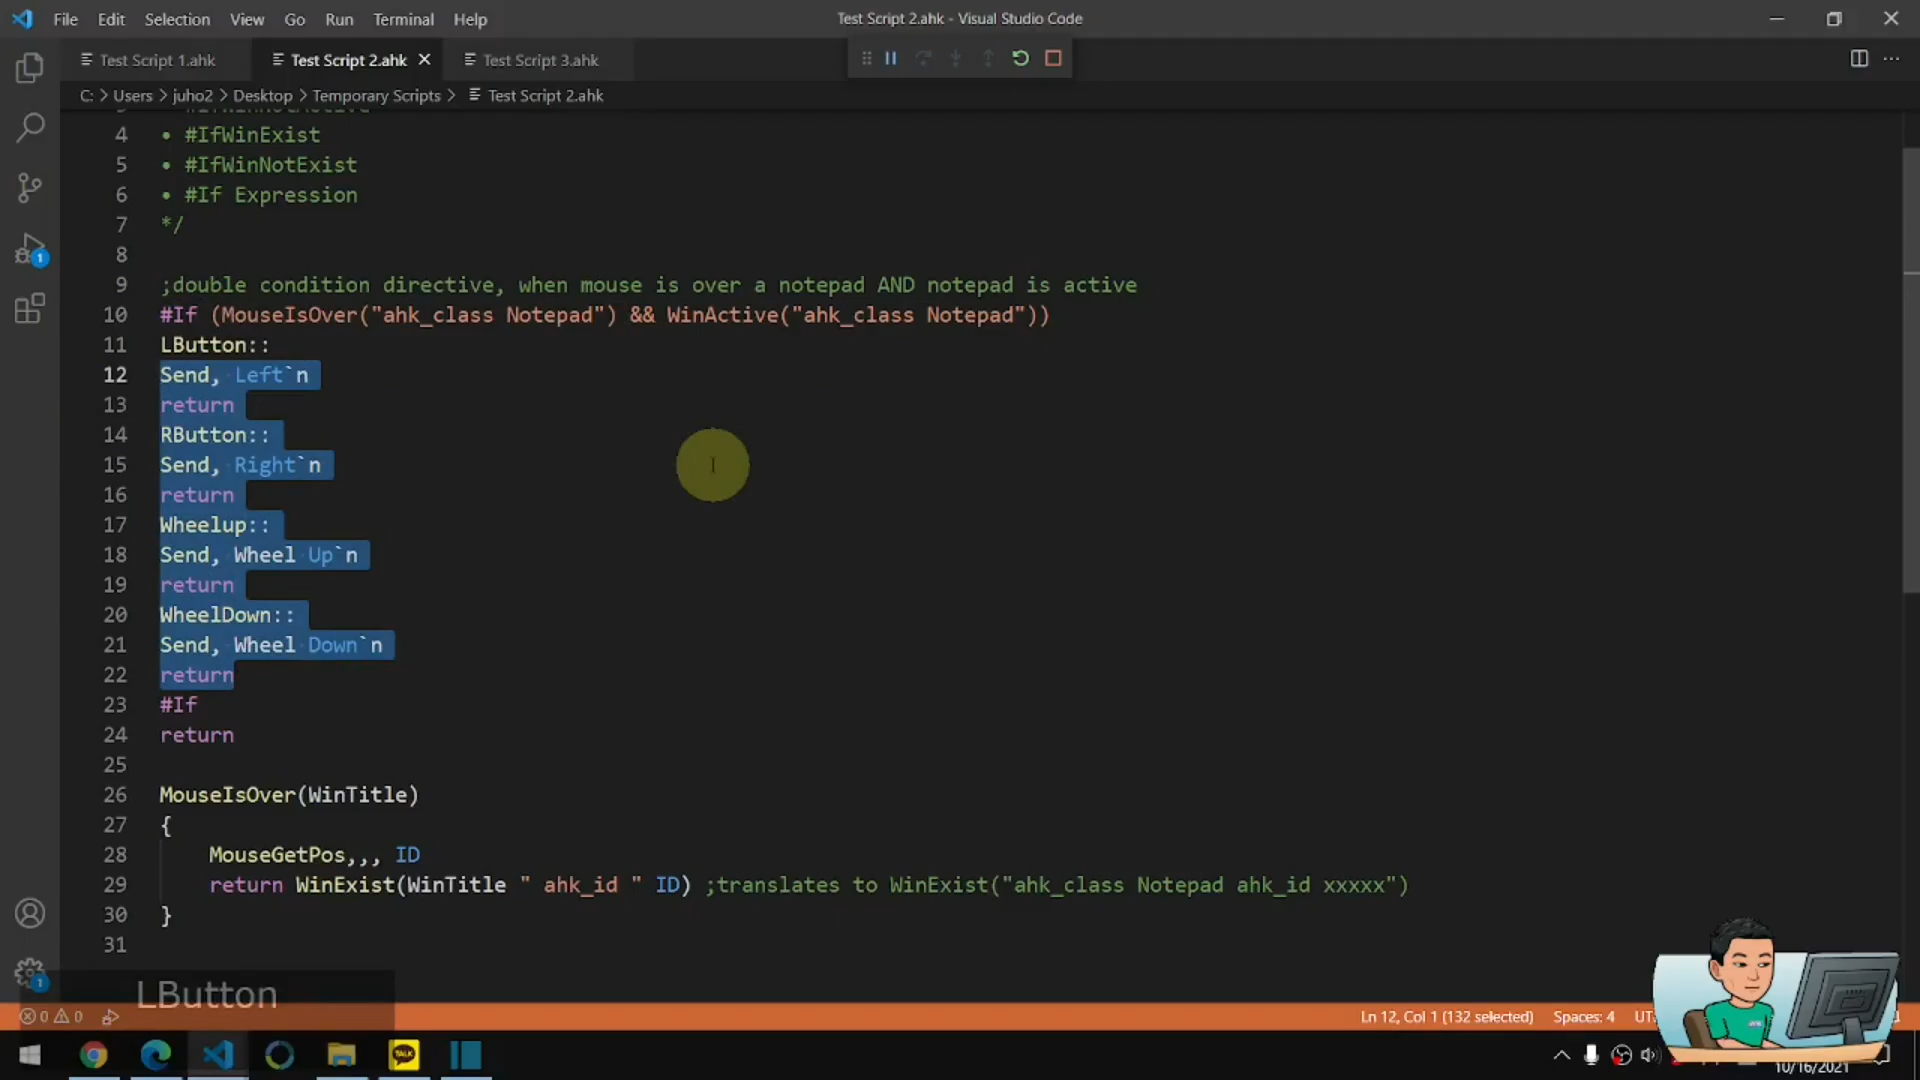 File Edit Selection View Go Run Terminal Help
Test Script 2.ahk - Visual Studio Code
Test Script 1.ahk
Test Script 2.ahk
Test Script 3.ahk
C: > Users > juho2 > Desktop > Temporary Scripts > Test Script 2.ahk
4 • #IfWinExist
5 • #IfWinNotExist
6 • #If Expression
7 */
8
9 ;double condition directive, when mouse is over a notepad AND notepad is active
10 #If (MouseIsOver("ahk_class Notepad") && WinActive("ahk_class Notepad"))
11 LButton::
12 Send, Left`n
13 return
14 RButton::
15 Send, Right`n
16 return
17 Wheelup::
18 Send, Wheel Up`n
19 return
20 WheelDown::
21 Send, Wheel Down`n
22 return
23 #If
24 return
25
26 MouseIsOver(WinTitle)
27 {
28 MouseGetPos,,, ID
29 return WinExist(WinTitle " ahk_id " ID) ;translates to WinExist("ahk_class Notepad ahk_id xxxxx")
30 }
31
1
1
LButton
0 0
Ln 12, Col 1 (132 selected) Spaces: 4
TALK
10/16/2021